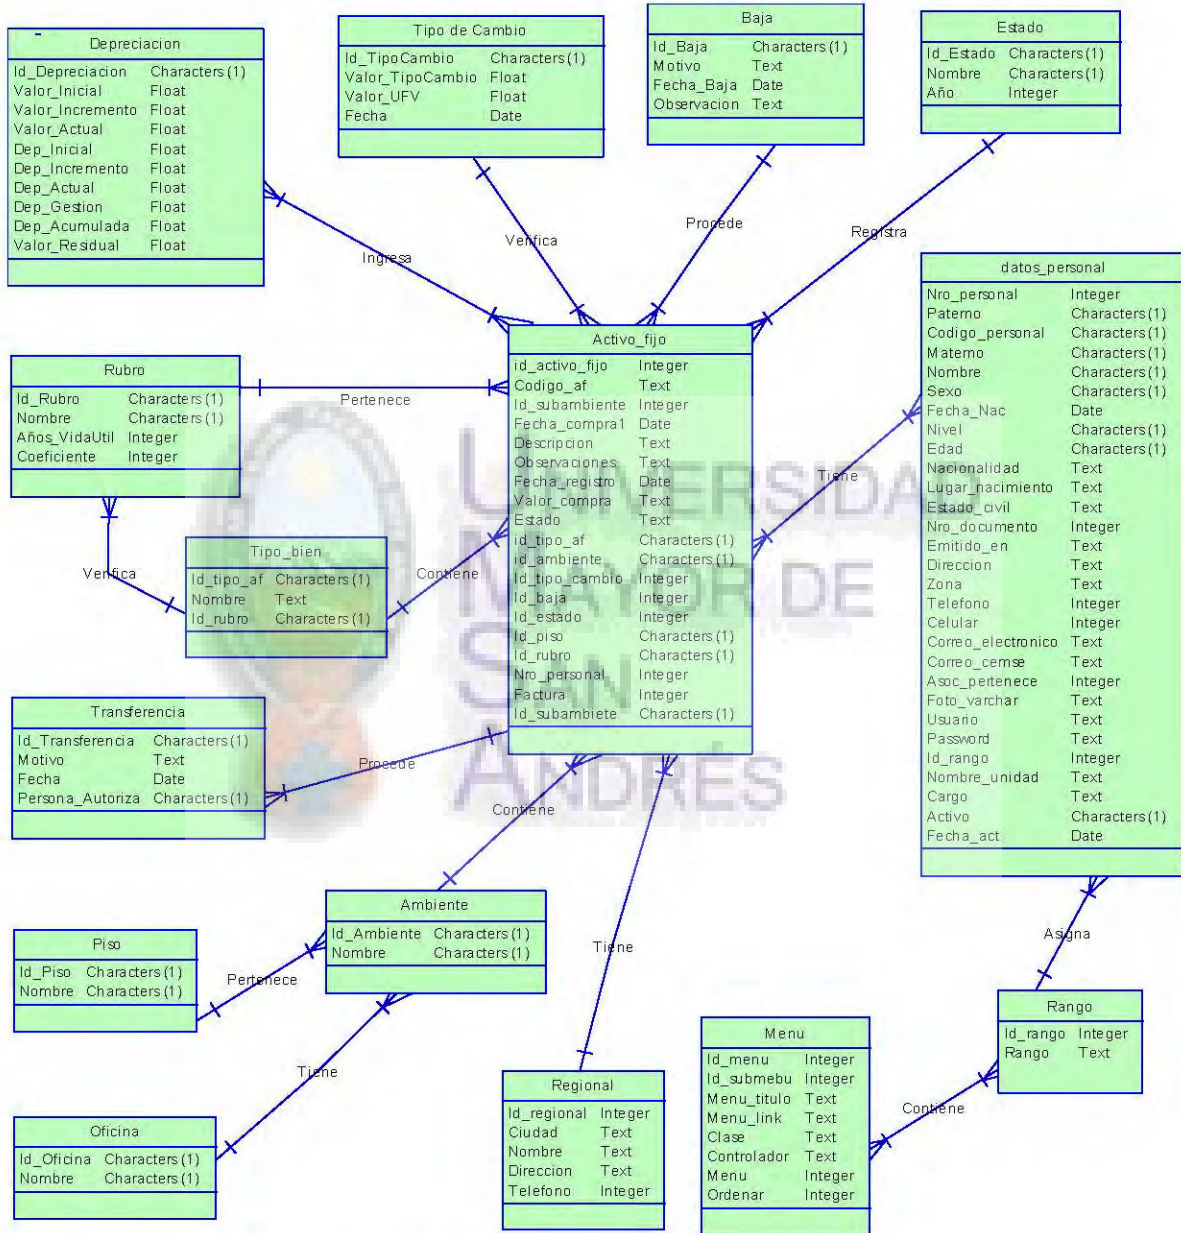 Depreciacion
Id_Depreciacion Characters (1)
Valor_Inicial Float
Valor_Incremento Float
Valor_Actual Float
Dep_Inicial Float
Dep_Incremento Float
Dep_Actual Float
Dep_Gestion Float
Dep_Acumulada Float
Valor_Residual Float
Tipo de Cambio
Id_TipoCambio Characters (1)
Valor_TipoCambio Float
Valor_UFV Float
Fecha Date
Baja
Id_Baja Characters (1)
Motivo Text
Fecha_Baja Date
Observacion Text
Estado
Id_Estado Characters (1)
Nombre Characters (1)
Año Integer
Ingresa
Verifica
Procede
Registra
datos_personal
Nro_personal Integer
Paterno Characters (1)
Codigo_personal Characters (1)
Materno Characters (1)
Nombre Characters (1)
Sexo Characters (1)
Fecha_Nac Date
Nivel Characters (1)
Edad Characters (1)
Nacionalidad Text
Lugar_nacimiento Text
Estado_civil Text
Nro_documento Integer
Emitido_en Text
Direccion Text
Zona Text
Telefono Integer
Celular Integer
Correo_electronico Text
Correo_cemse Text
Asoc_pertenece Integer
Foto_varchar Text
Usuario Text
Password Text
Id_rango Integer
Nombre_unidad Text
Cargo Text
Activo Characters (1)
Fecha_act Date
Activo_fijo
id_activo_fijo Integer
Codigo_af Text
Id_subambiente Integer
Fecha_compra1 Date
Descripcion Text
Observaciones Text
Fecha_registro Date
Valor_compra Text
Estado Text
id_tipo_af Characters (1)
id_ambiente Characters (1)
Id_tipo_cambio Integer
Id_baja Integer
Id_estado Integer
Id_piso Characters (1)
Id_rubro Characters (1)
Nro_personal Integer
Factura Integer
Id_subambiete Characters (1)
Rubro
Id_Rubro Characters (1)
Nombre Characters (1)
Años_VidaUtil Integer
Coeficiente Integer
Pertenece
Tiene
Verifica
Tipo_bien
Id_tipo_af Characters (1)
Nombre Text
Id_rubro Characters (1)
Contiene
UNIVERSIDAD
MAYOR DE
SAN
ANDRÉS
Transferencia
Id_Transferencia Characters (1)
Motivo Text
Fecha Date
Persona_Autoriza Characters (1)
Procede
Contiene
Ambiente
Id_Ambiente Characters (1)
Nombre Characters (1)
Piso
Id_Piso Characters (1)
Nombre Characters (1)
Pertenece
Tiene
Tiene
Asigna
Oficina
Id_Oficina Characters (1)
Nombre Characters (1)
Regional
Id_regional Integer
Ciudad Text
Nombre Text
Direccion Text
Telefono Integer
Menu
Id_menu Integer
Id_submebu Integer
Menu_titulo Text
Menu_link Text
Clase Text
Controlador Text
Menu Integer
Ordenar Integer
Contiene
Rango
Id_rango Integer
Rango Text